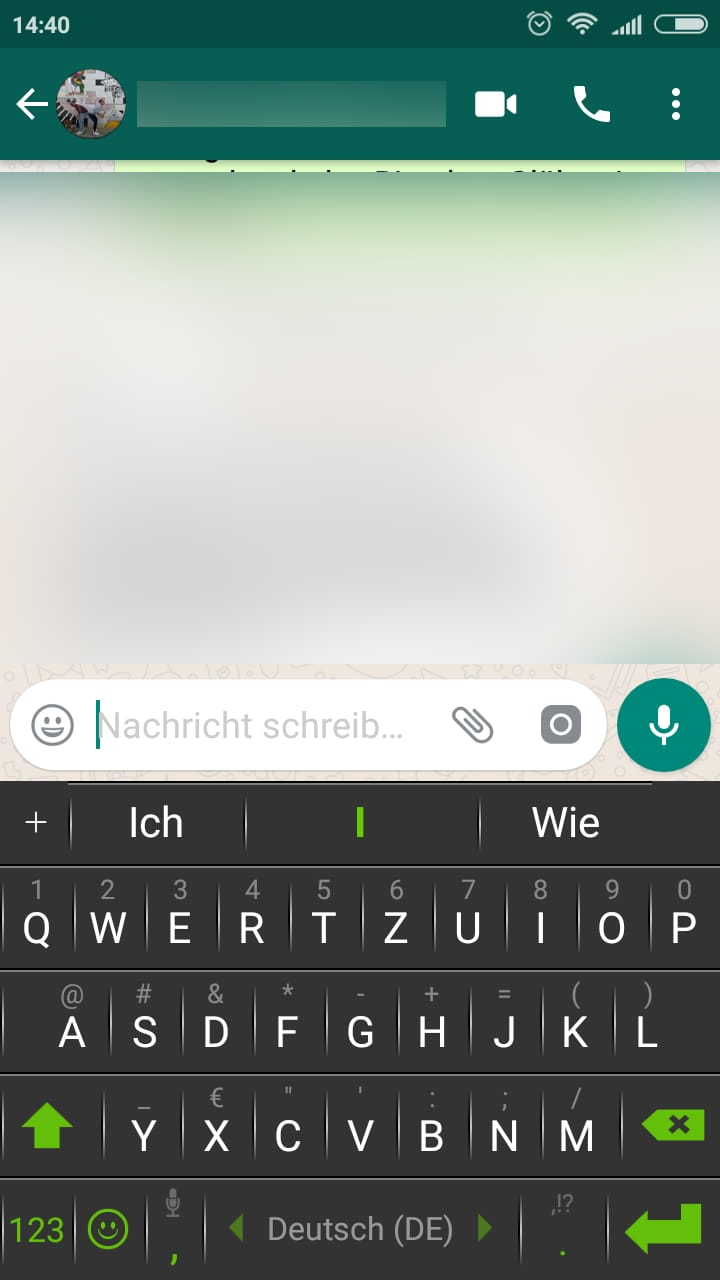 14:40
Nachricht schreib...
+ Ich I Wie
1 2 3 4 5 6 7 8 9 0
Q W E R T Z U I O P
@ # & * - + = ( )
A S D F G H J K L
_ € " ' : ; /
Y X C V B N M
,!?
123 , Deutsch (DE) .